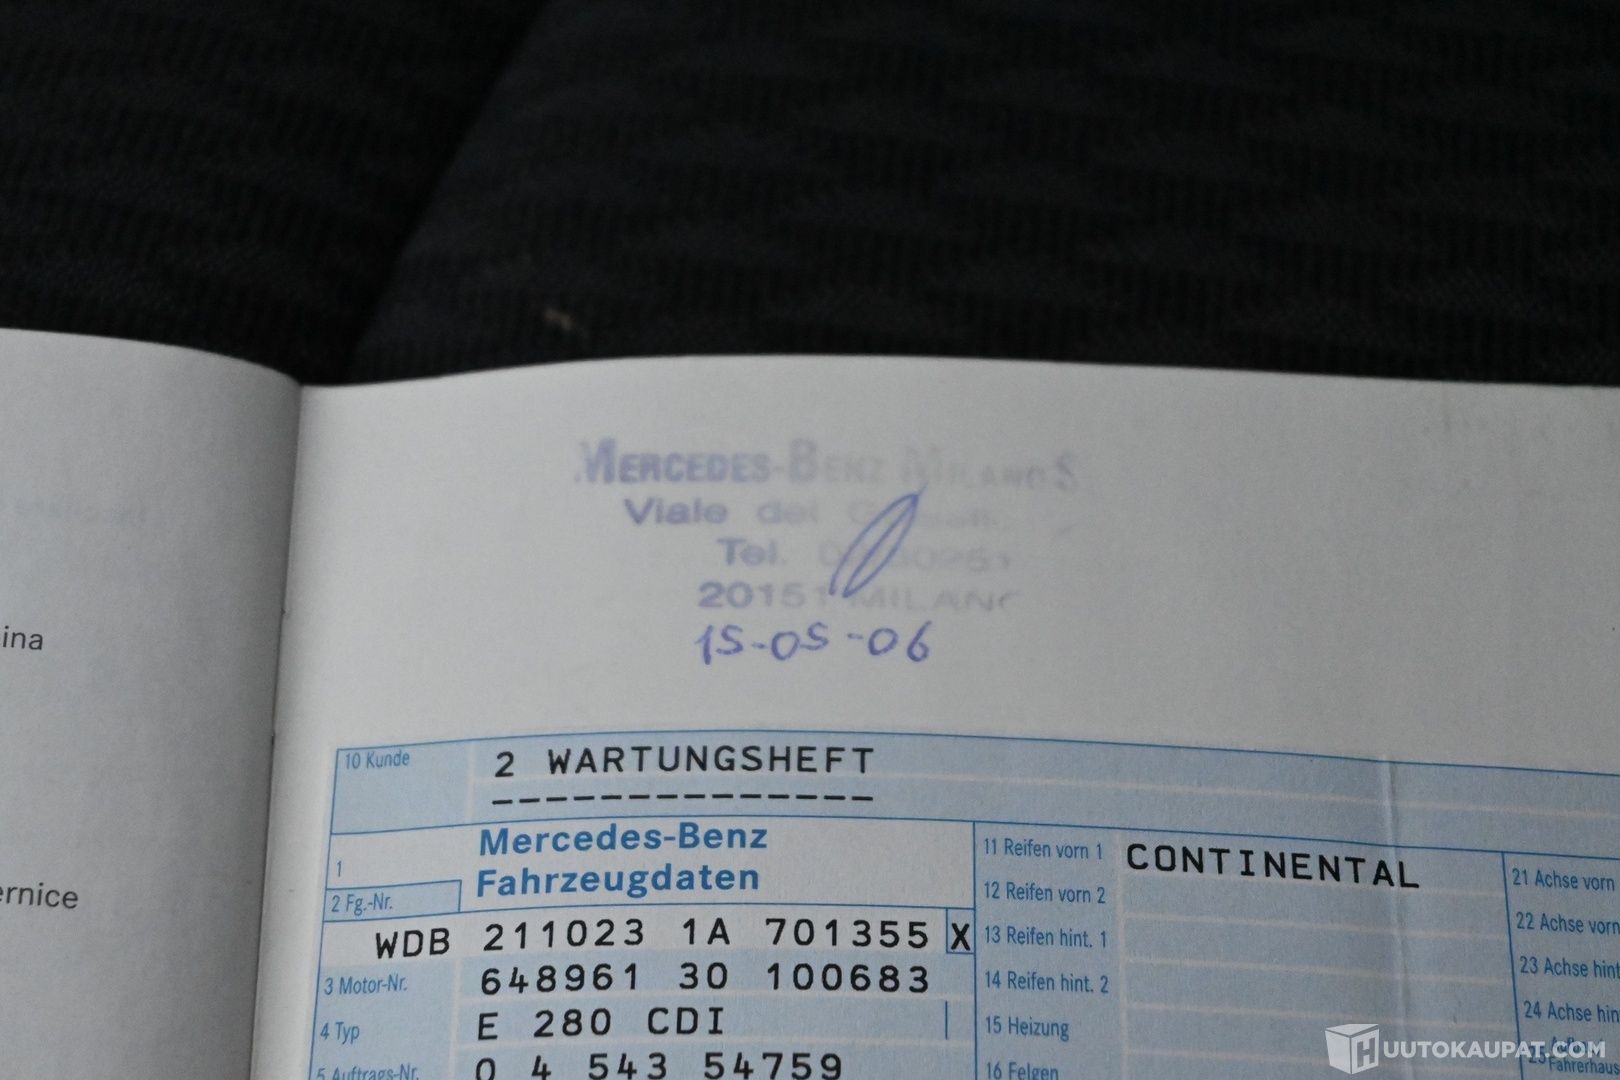 MERCEDES-BENZ MILANO S
Viale dei
Tel.
20151 MILANO
15-05-06
ina
ernice
10 Kunde 2 WARTUNGSHEFT
--------------
1 Mercedes-Benz
Fahrzeugdaten
2 Fg.-Nr.
WDB 211023 1A 701355 X
3 Motor-Nr. 648961 30 100683
4 Typ E 280 CDI
5 Auftrags-Nr. 0 4 543 54759
11 Reifen vorn 1 CONTINENTAL
12 Reifen vorn 2
13 Reifen hint. 1
14 Reifen hint. 2
15 Heizung
16 Felgen
21 Achse vorn
22 Achse vorn
23 Achse hint
24 Achse hin
25
Fahrerhaus
HUUTOKAUPAT.COM